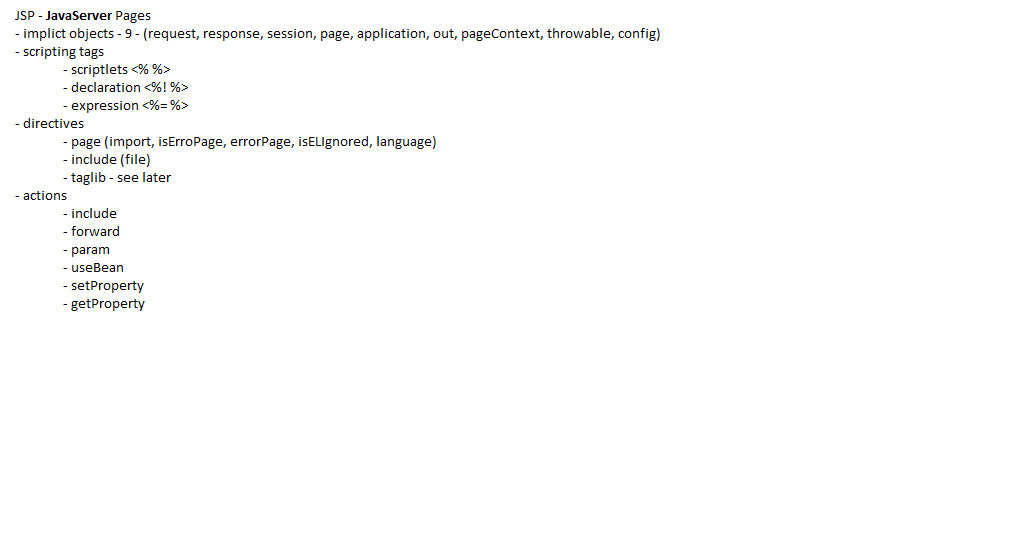 JSP - JavaServer Pages
- implict objects - 9 - (request, response, session, page, application, out, pageContext, throwable, config)
- scripting tags
- scriptlets <% %>
- declaration <%! %>
- expression <%= %>
- directives
- page (import, isErroPage, errorPage, isELIgnored, language)
- include (file)
- taglib - see later
- actions
- include
- forward
- param
- useBean
- setProperty
- getProperty